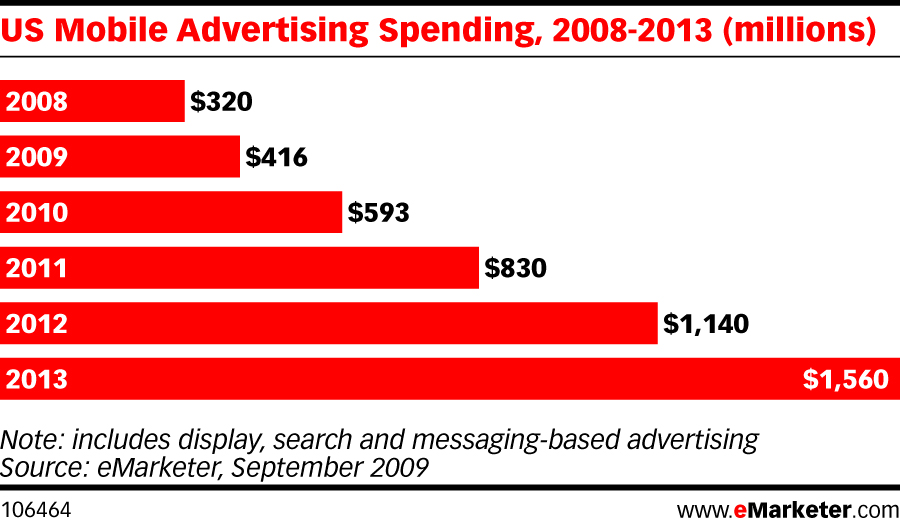 US Mobile Advertising Spending, 2008-2013 (millions)
2008 $320
2009 $416
2010 $593
2011 $830
2012 $1,140
2013 $1,560
Note: includes display, search and messaging-based advertising
Source: eMarketer, September 2009
106464 www.eMarketer.com